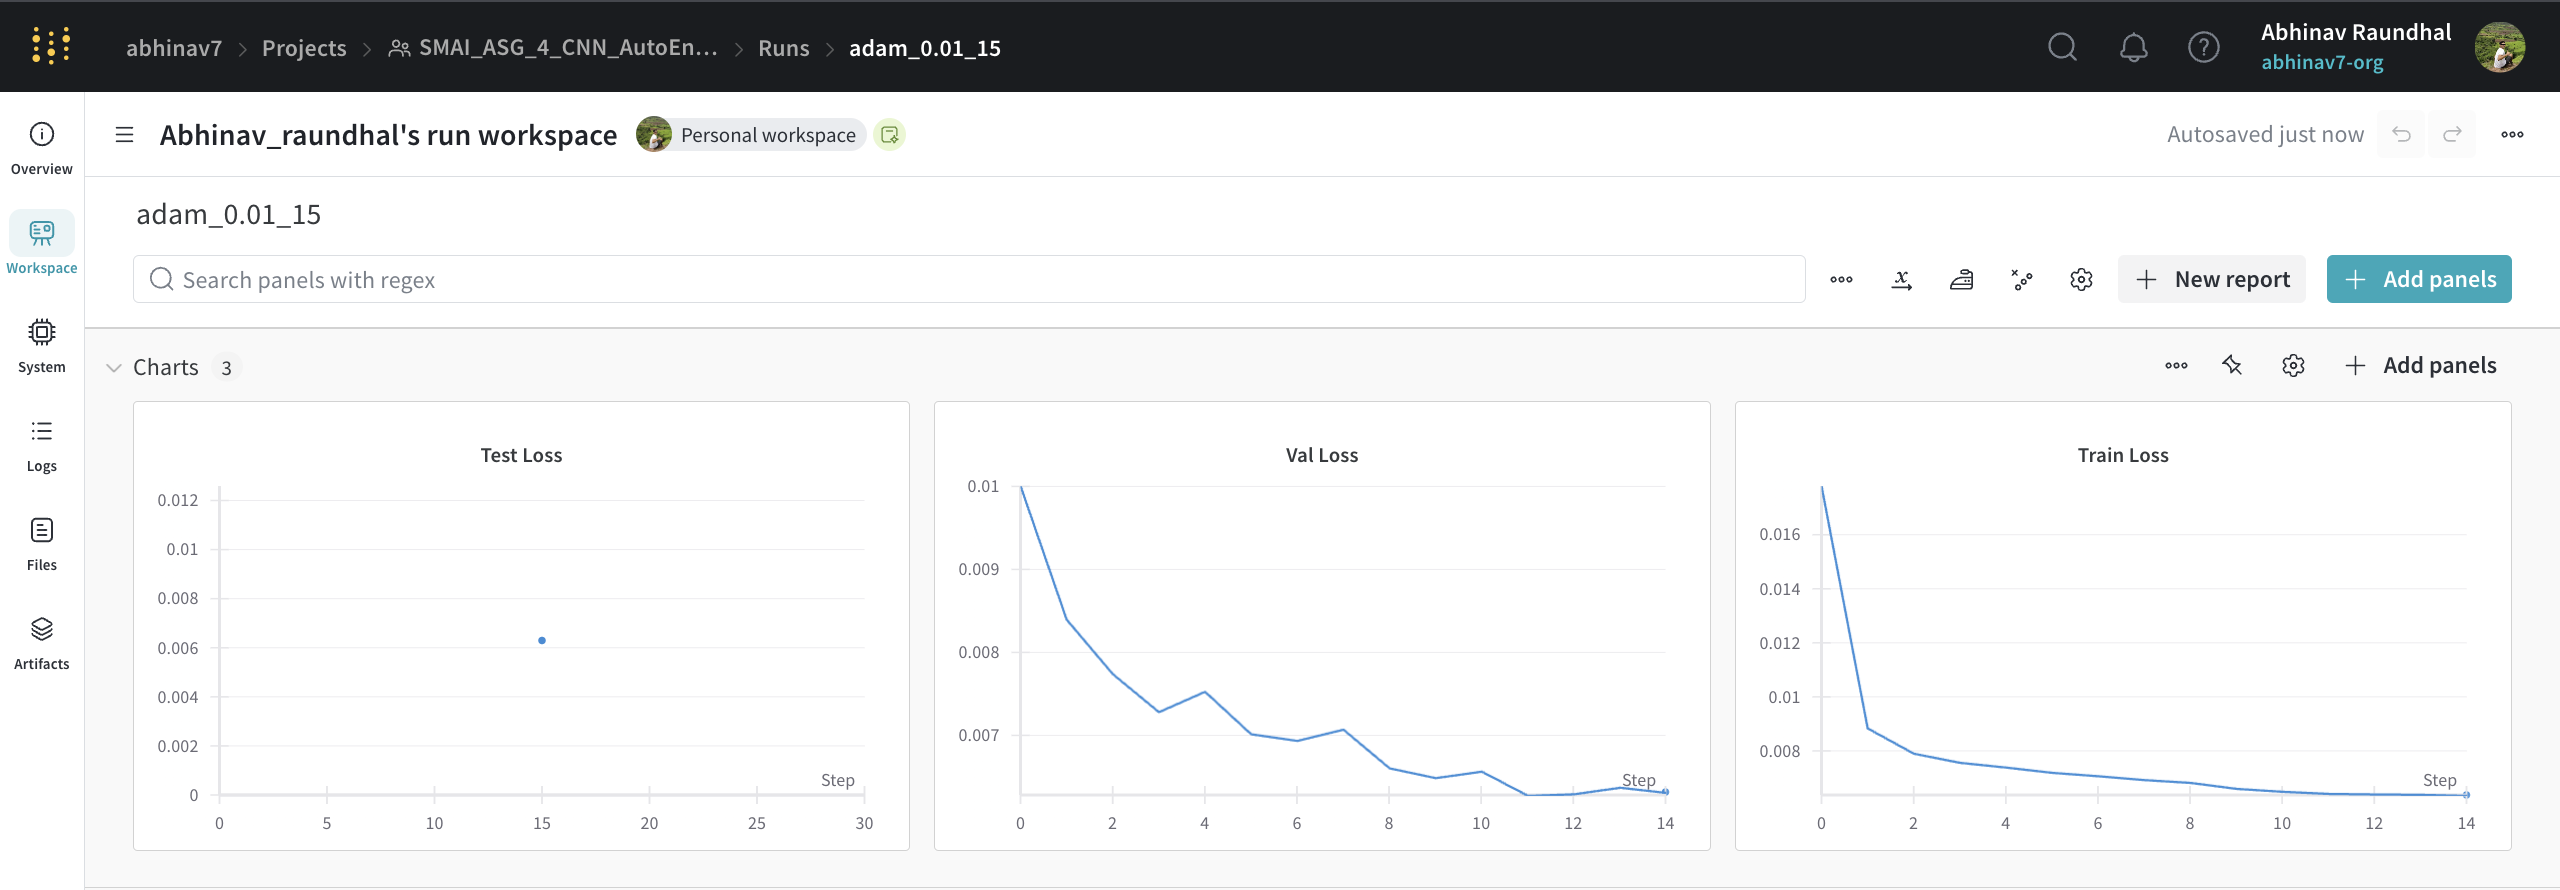 abhinav7 > Projects > SMAI_ASG_4_CNN_AutoEn... > Runs > adam_0.01_15
Abhinav Raundhal
abhinav7-org
Overview
Workspace
System
Logs
Files
Artifacts
Abhinav_raundhal's run workspace
Personal workspace
Autosaved just now
adam_0.01_15
Search panels with regex
New report
Add panels
Charts 3
Add panels
Test Loss
0.012
0.01
0.008
0.006
0.004
0.002
0
Step
0 5 10 15 20 25 30
Val Loss
0.01
0.009
0.008
0.007
Step
0 2 4 6 8 10 12 14
Train Loss
0.016
0.014
0.012
0.01
0.008
Step
0 2 4 6 8 10 12 14